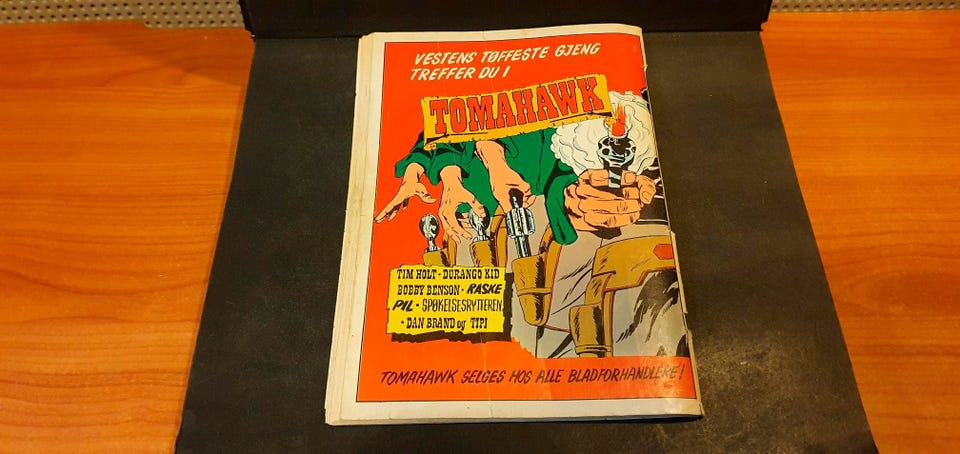 VESTENS TØFFESTE GJENG
TREFFER DU I
TOMAHAWK
TIM HOLT - DURANGO KID
BOBBY BENSON - RASKE
PIL - SPØKELSESRYTTEREN
- DAN BRAND og TIPI
TOMAHAWK SELGES HOS ALLE BLADFORHANDLERE!